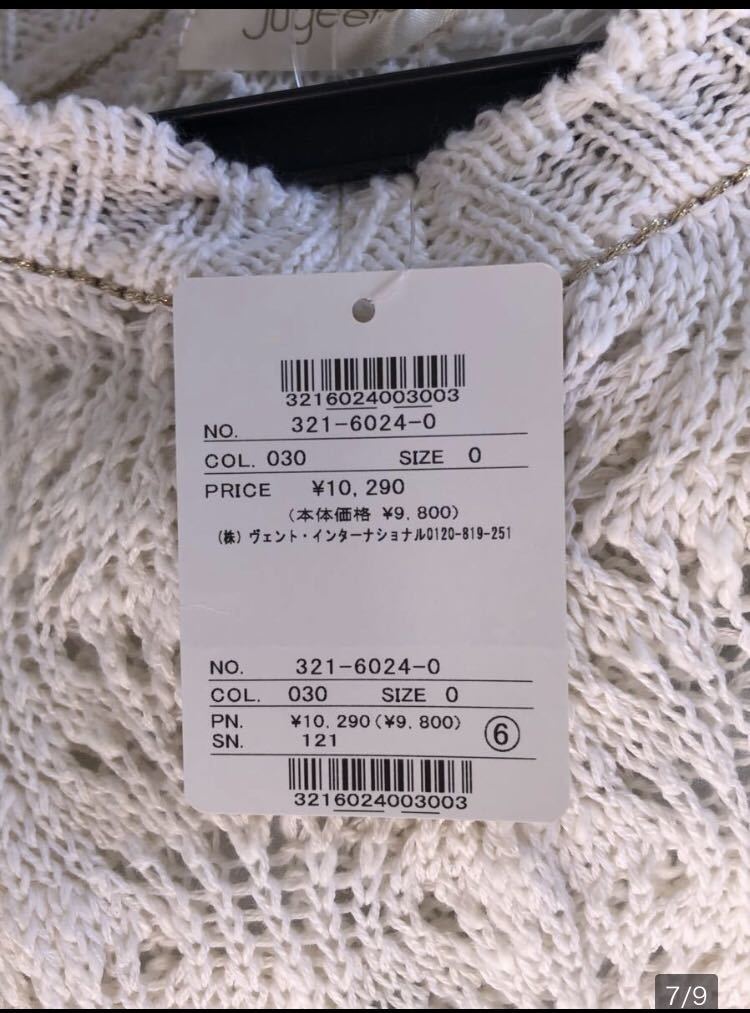 3216024003003
NO. 321-6024-0
COL. 030 SIZE 0
PRICE ¥10,290
(本体価格 ¥9,800)
(株) ヴェント・インターナショナル0120-819-251
NO. 321-6024-0
COL. 030 SIZE 0
PN. ¥10,290(¥9,800)
SN. 121 ⑥
3216024003003
7/9